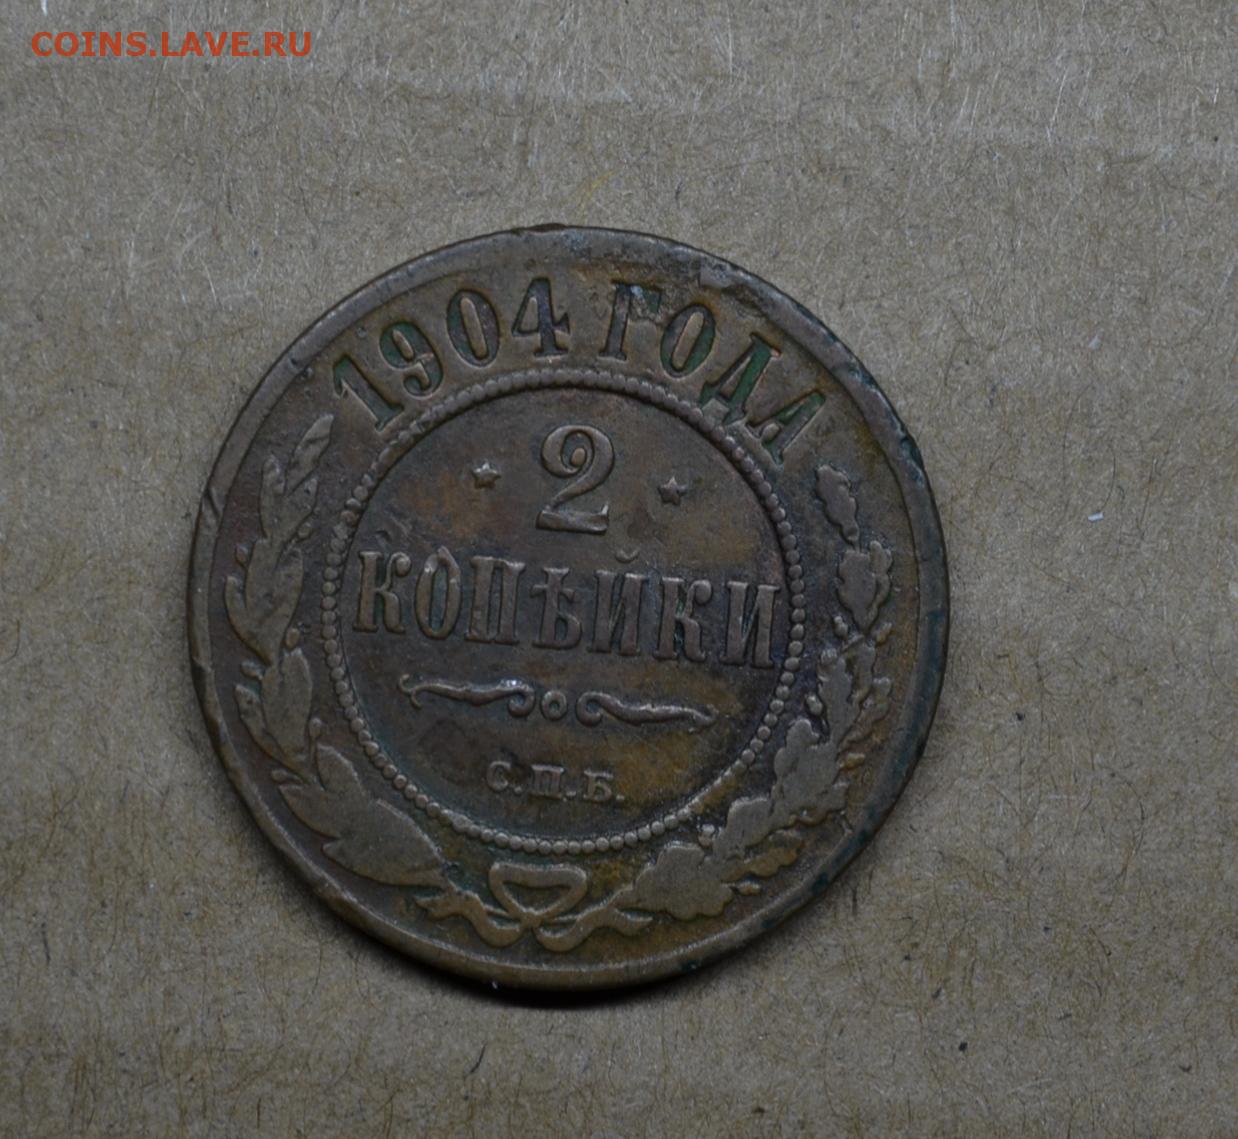 COINS.LAVE.RU
1904 ГОДА
2
КОПѢЙКИ
С.П.Б.